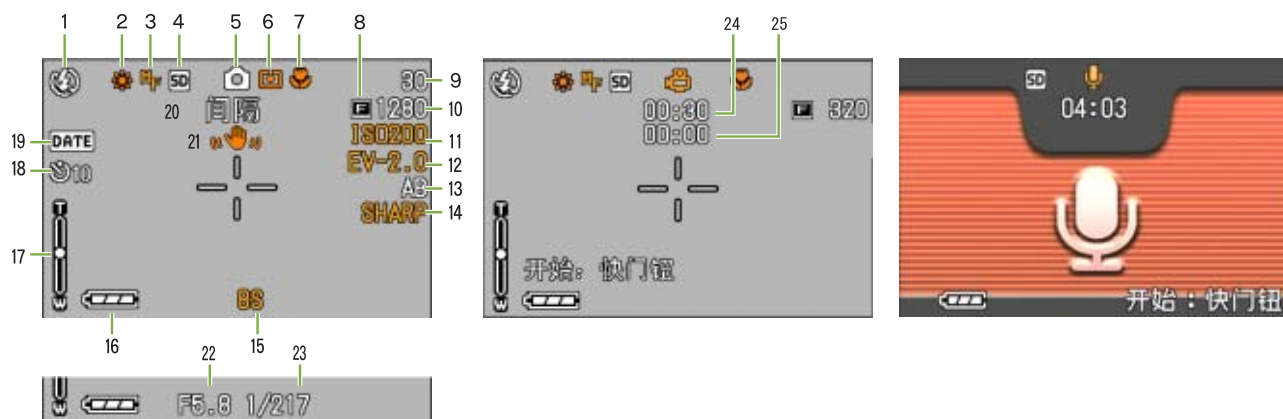 1 2 3 4 5 6 7 8
SD 30 9
20 间隔 F 1280 10
19 DATE 21 ISO200 11
18 10 EV-2.0 12
AB 13
SHARP 14
T
17
W
BS
16 15
22 23
W F5.8 1/217
24 25
MF SD
00:30 F 320
00:00
T
开始：快门钮
W
SD
04:03
开始：快门钮